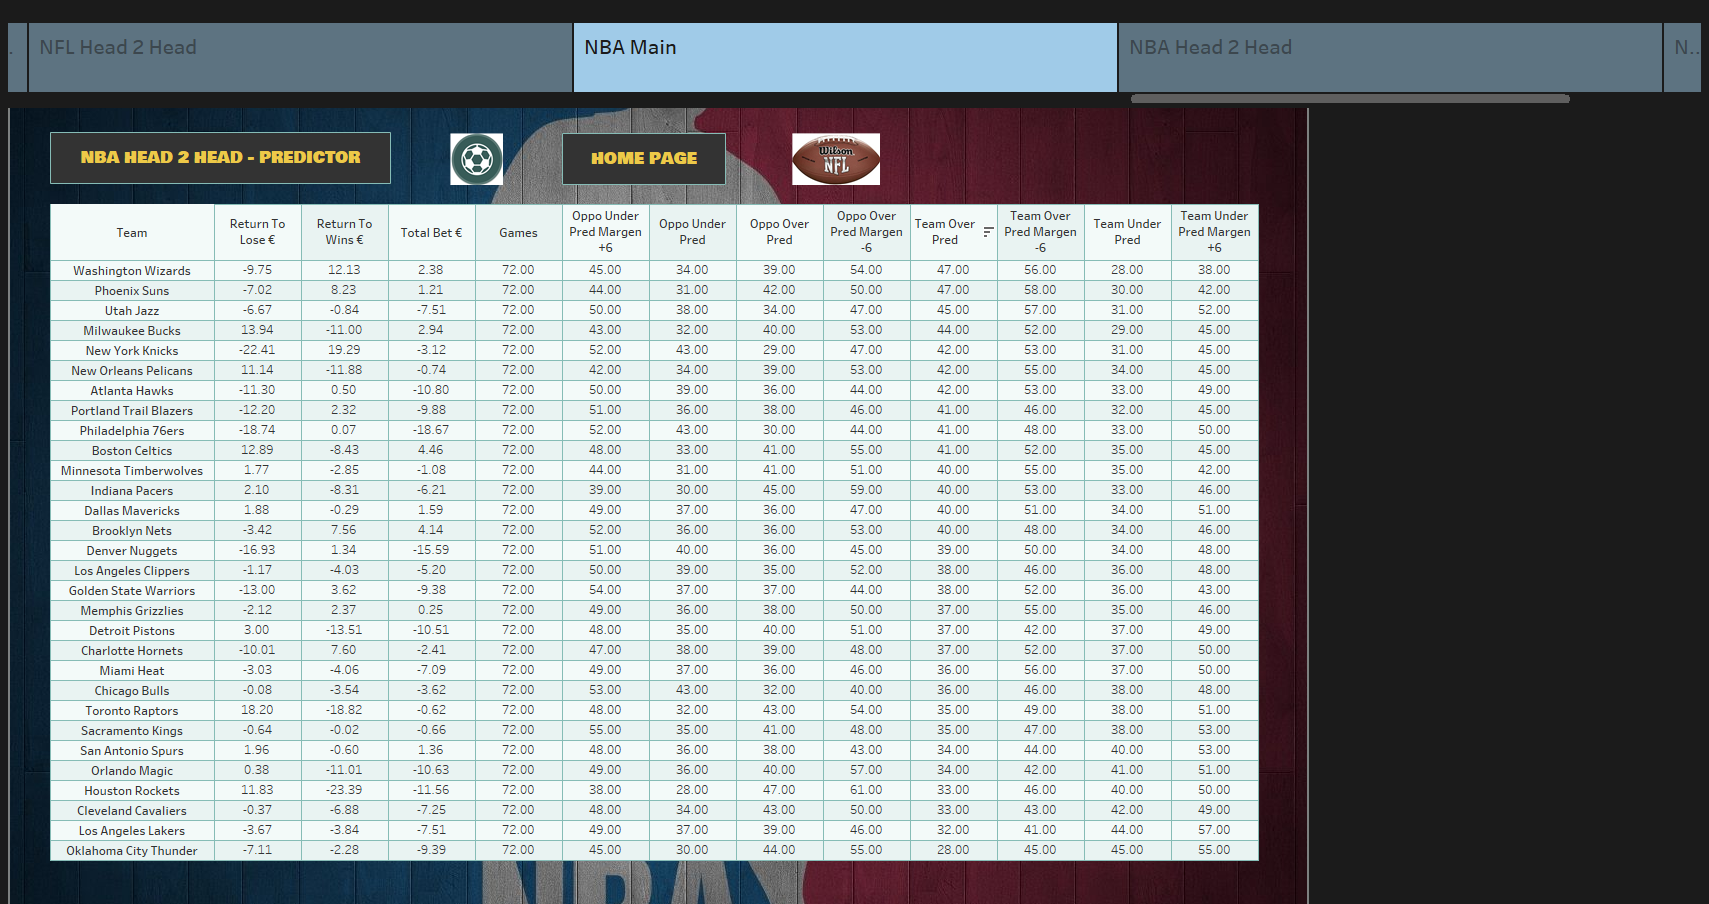 .
NFL Head 2 Head
NBA Main
NBA Head 2 Head
N..
NBA HEAD 2 HEAD - PREDICTOR
HOME PAGE
Wilson
NFL
Team Return To Lose € Return To Wins € Total Bet € Games Oppo Under Pred Margen +6 Oppo Under Pred Oppo Over Pred Oppo Over Pred Margen -6 Team Over Pred Team Over Pred Margen -6 Team Under Pred Team Under Pred Margen +6
Washington Wizards -9.75 12.13 2.38 72.00 45.00 34.00 39.00 54.00 47.00 56.00 28.00 38.00
Phoenix Suns -7.02 8.23 1.21 72.00 44.00 31.00 42.00 50.00 47.00 58.00 30.00 42.00
Utah Jazz -6.67 -0.84 -7.51 72.00 50.00 38.00 34.00 47.00 45.00 57.00 31.00 52.00
Milwaukee Bucks 13.94 -11.00 2.94 72.00 43.00 32.00 40.00 53.00 44.00 52.00 29.00 45.00
New York Knicks -22.41 19.29 -3.12 72.00 52.00 43.00 29.00 47.00 42.00 53.00 31.00 45.00
New Orleans Pelicans 11.14 -11.88 -0.74 72.00 42.00 34.00 39.00 53.00 42.00 55.00 34.00 45.00
Atlanta Hawks -11.30 0.50 -10.80 72.00 50.00 39.00 36.00 44.00 42.00 53.00 33.00 49.00
Portland Trail Blazers -12.20 2.32 -9.88 72.00 51.00 36.00 38.00 46.00 41.00 46.00 32.00 45.00
Philadelphia 76ers -18.74 0.07 -18.67 72.00 52.00 43.00 30.00 44.00 41.00 48.00 33.00 50.00
Boston Celtics 12.89 -8.43 4.46 72.00 48.00 33.00 41.00 55.00 41.00 52.00 35.00 45.00
Minnesota Timberwolves 1.77 -2.85 -1.08 72.00 44.00 31.00 41.00 51.00 40.00 55.00 35.00 42.00
Indiana Pacers 2.10 -8.31 -6.21 72.00 39.00 30.00 45.00 59.00 40.00 53.00 33.00 46.00
Dallas Mavericks 1.88 -0.29 1.59 72.00 49.00 37.00 36.00 47.00 40.00 51.00 34.00 51.00
Brooklyn Nets -3.42 7.56 4.14 72.00 52.00 36.00 36.00 53.00 40.00 48.00 34.00 46.00
Denver Nuggets -16.93 1.34 -15.59 72.00 51.00 40.00 36.00 45.00 39.00 50.00 34.00 48.00
Los Angeles Clippers -1.17 -4.03 -5.20 72.00 50.00 39.00 35.00 52.00 38.00 46.00 36.00 48.00
Golden State Warriors -13.00 3.62 -9.38 72.00 54.00 37.00 37.00 44.00 38.00 52.00 36.00 43.00
Memphis Grizzlies -2.12 2.37 0.25 72.00 49.00 36.00 38.00 50.00 37.00 55.00 35.00 46.00
Detroit Pistons 3.00 -13.51 -10.51 72.00 48.00 35.00 40.00 51.00 37.00 42.00 37.00 49.00
Charlotte Hornets -10.01 7.60 -2.41 72.00 47.00 38.00 39.00 48.00 37.00 52.00 37.00 50.00
Miami Heat -3.03 -4.06 -7.09 72.00 49.00 37.00 36.00 46.00 36.00 56.00 37.00 50.00
Chicago Bulls -0.08 -3.54 -3.62 72.00 53.00 43.00 32.00 40.00 36.00 46.00 38.00 48.00
Toronto Raptors 18.20 -18.82 -0.62 72.00 48.00 32.00 43.00 54.00 35.00 49.00 38.00 51.00
Sacramento Kings -0.64 -0.02 -0.66 72.00 55.00 35.00 41.00 48.00 35.00 47.00 38.00 53.00
San Antonio Spurs 1.96 -0.60 1.36 72.00 48.00 36.00 38.00 43.00 34.00 44.00 40.00 53.00
Orlando Magic 0.38 -11.01 -10.63 72.00 49.00 36.00 40.00 57.00 34.00 42.00 41.00 51.00
Houston Rockets 11.83 -23.39 -11.56 72.00 38.00 28.00 47.00 61.00 33.00 46.00 40.00 50.00
Cleveland Cavaliers -0.37 -6.88 -7.25 72.00 48.00 34.00 43.00 50.00 33.00 43.00 42.00 49.00
Los Angeles Lakers -3.67 -3.84 -7.51 72.00 49.00 37.00 39.00 46.00 32.00 41.00 44.00 57.00
Oklahoma City Thunder -7.11 -2.28 -9.39 72.00 45.00 30.00 44.00 55.00 28.00 45.00 45.00 55.00
NBA